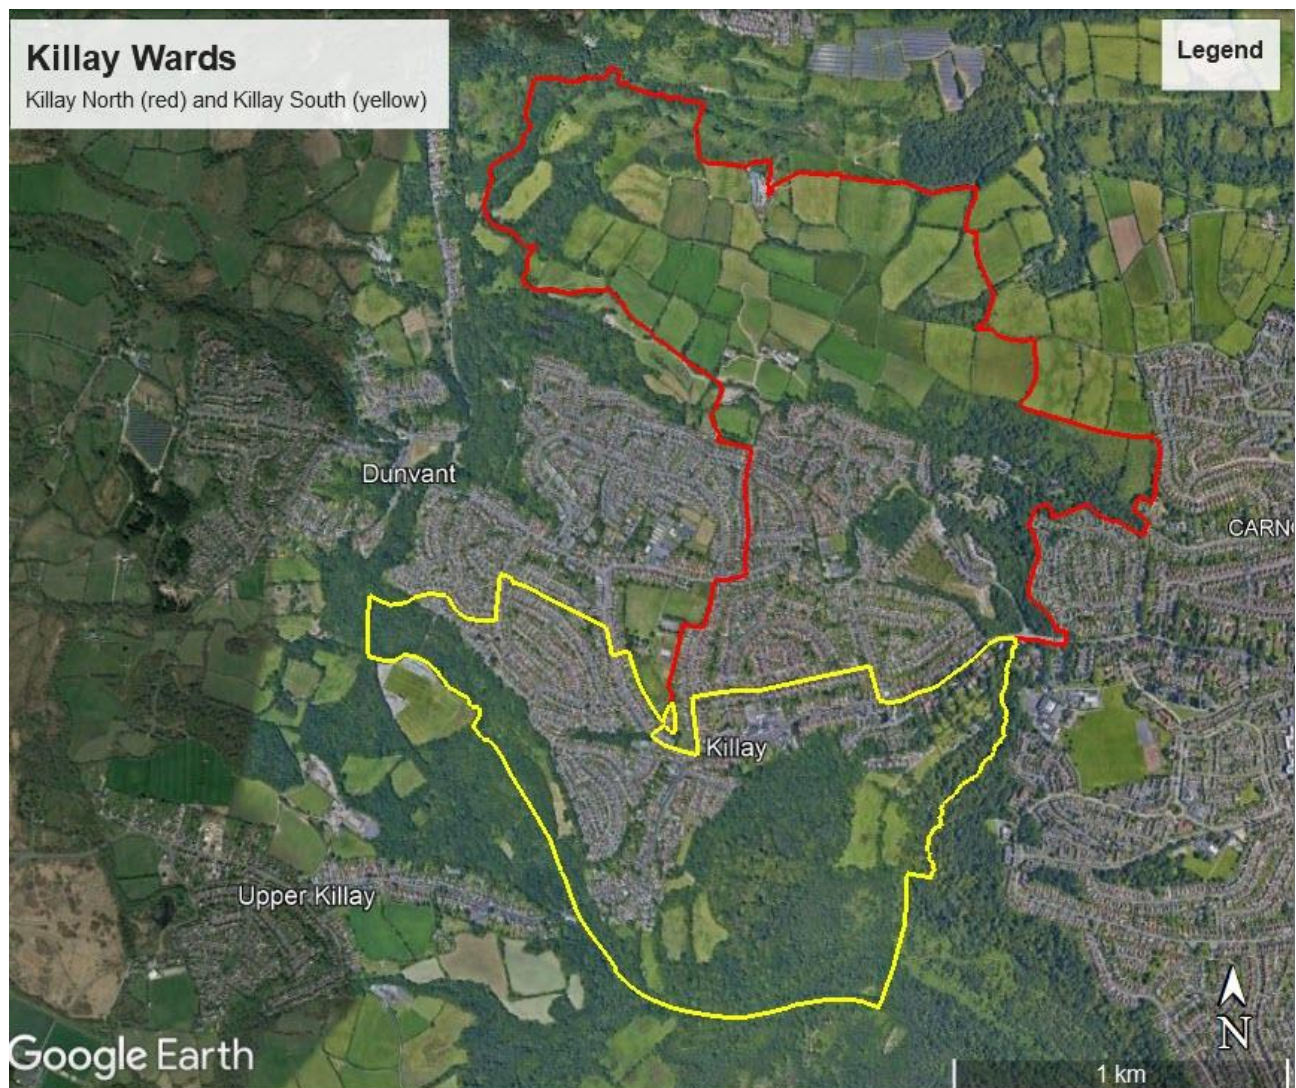 Killay Wards
Killay North (red) and Killay South (yellow)
Legend
Dunvant
CARN
Killay
Upper Killay
N
Google Earth
1 km